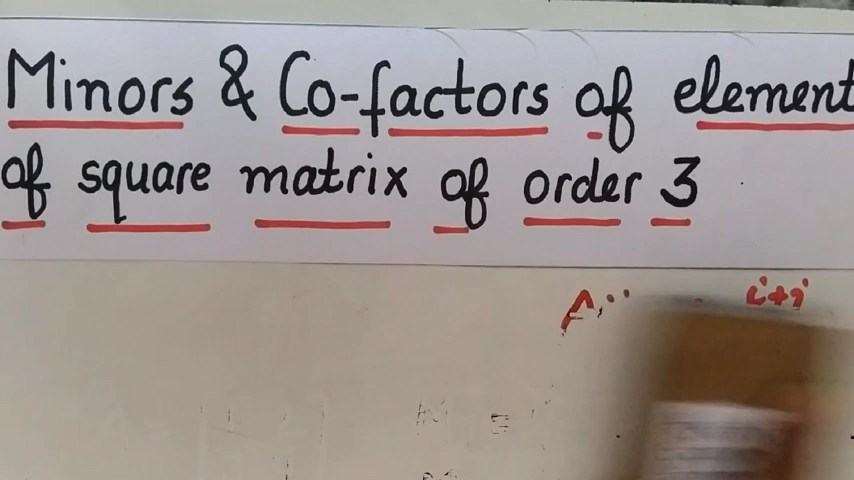 Minors & Co-factors of element
of square matrix of order 3
i+j